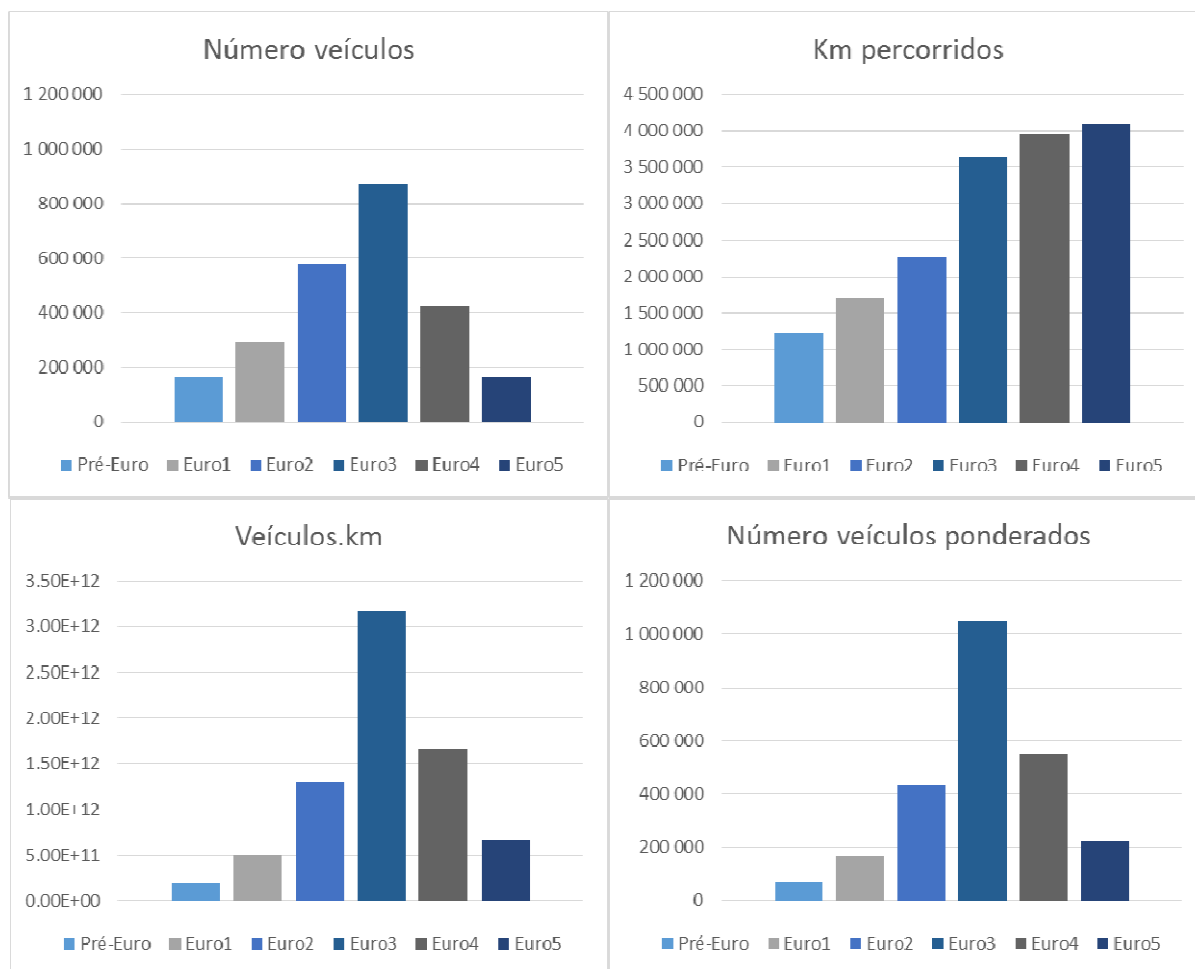 Número veículos
1 200 000
1 000 000
800 000
600 000
400 000
200 000
0
Pré-Euro Euro1 Euro2 Euro3 Euro4 Euro5
Km percorridos
4 500 000
4 000 000
3 500 000
3 000 000
2 500 000
2 000 000
1 500 000
1 000 000
500 000
0
Pré-Euro Euro1 Euro2 Euro3 Euro4 Euro5
Veículos.km
3.50E+12
3.00E+12
2.50E+12
2.00E+12
1.50E+12
1.00E+12
5.00E+11
0.00E+00
Pré-Euro Euro1 Euro2 Euro3 Euro4 Euro5
Número veículos ponderados
1 200 000
1 000 000
800 000
600 000
400 000
200 000
0
Pré-Euro Euro1 Euro2 Euro3 Euro4 Euro5